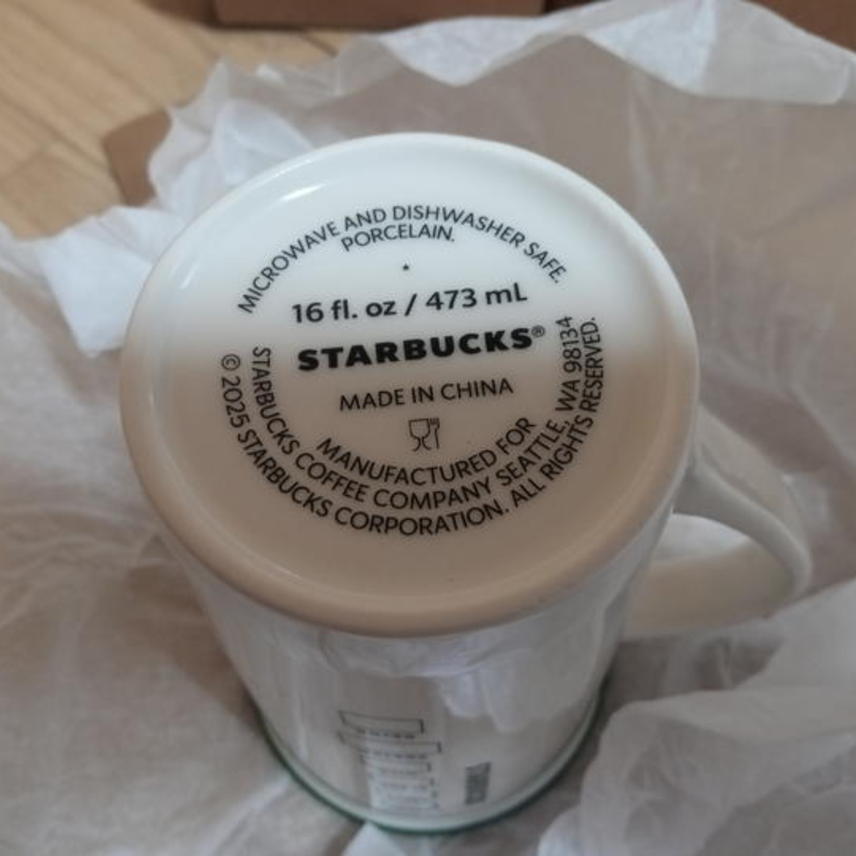 MICROWAVE AND DISHWASHER SAFE.
PORCELAIN.
16 fl. oz / 473 mL
STARBUCKS®
MADE IN CHINA
MANUFACTURED FOR
STARBUCKS COFFEE COMPANY SEATTLE, WA 98134
© 2025 STARBUCKS CORPORATION. ALL RIGHTS RESERVED.